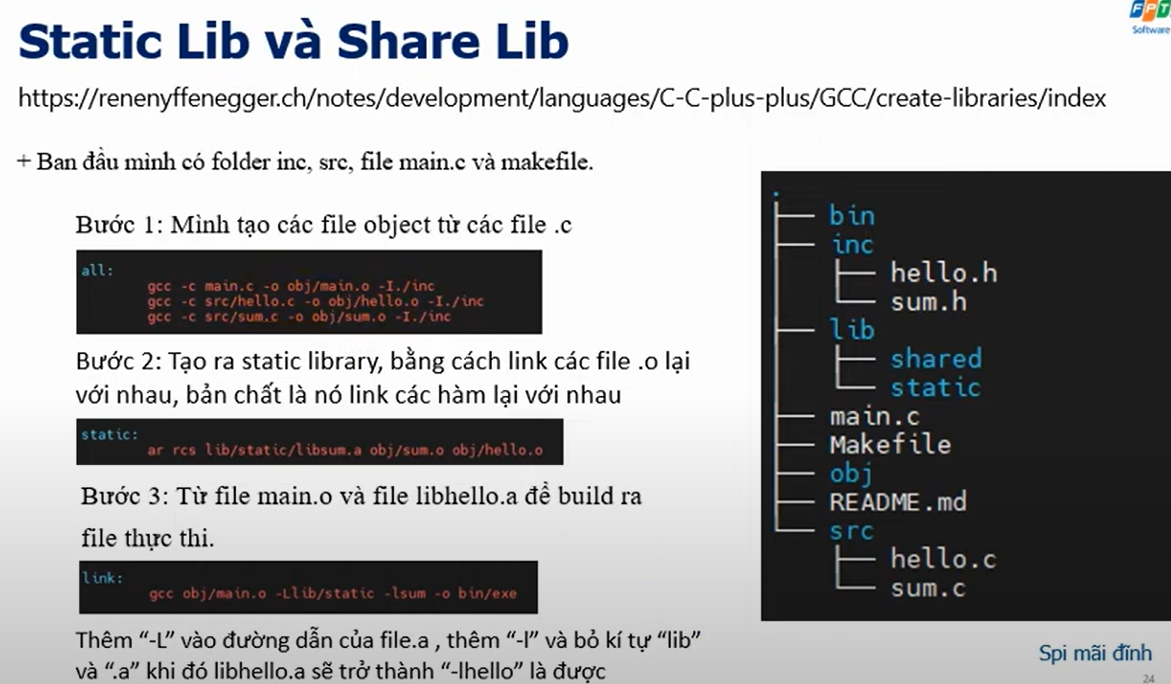 Static Lib và Share Lib
FPT
Software
https://renenyffenegger.ch/notes/development/languages/C-C-plus-plus/GCC/create-libraries/index
+ Ban đầu mình có folder inc, src, file main.c và makefile.
Bước 1: Mình tạo các file object từ các file .c
all:
gcc -c main.c -o obj/main.o -I./inc
gcc -c src/hello.c -o obj/hello.o -I./inc
gcc -c src/sum.c -o obj/sum.o -I./inc
Bước 2: Tạo ra static library, bằng cách link các file .o lại
với nhau, bản chất là nó link các hàm lại với nhau
static:
ar rcs lib/static/libsum.a obj/sum.o obj/hello.o
Bước 3: Từ file main.o và file libhello.a để build ra
file thực thi.
link:
gcc obj/main.o -Llib/static -lsum -o bin/exe
Thêm “-L” vào đường dẫn của file.a , thêm “-l” và bỏ kí tự “lib”
và “.a” khi đó libhello.a sẽ trở thành “-lhello” là được
.
├── bin
├── inc
│   ├── hello.h
│   └── sum.h
├── lib
│   ├── shared
│   └── static
├── main.c
├── Makefile
├── obj
├── README.md
└── src
    ├── hello.c
    └── sum.c
Spi mãi đĩnh
24